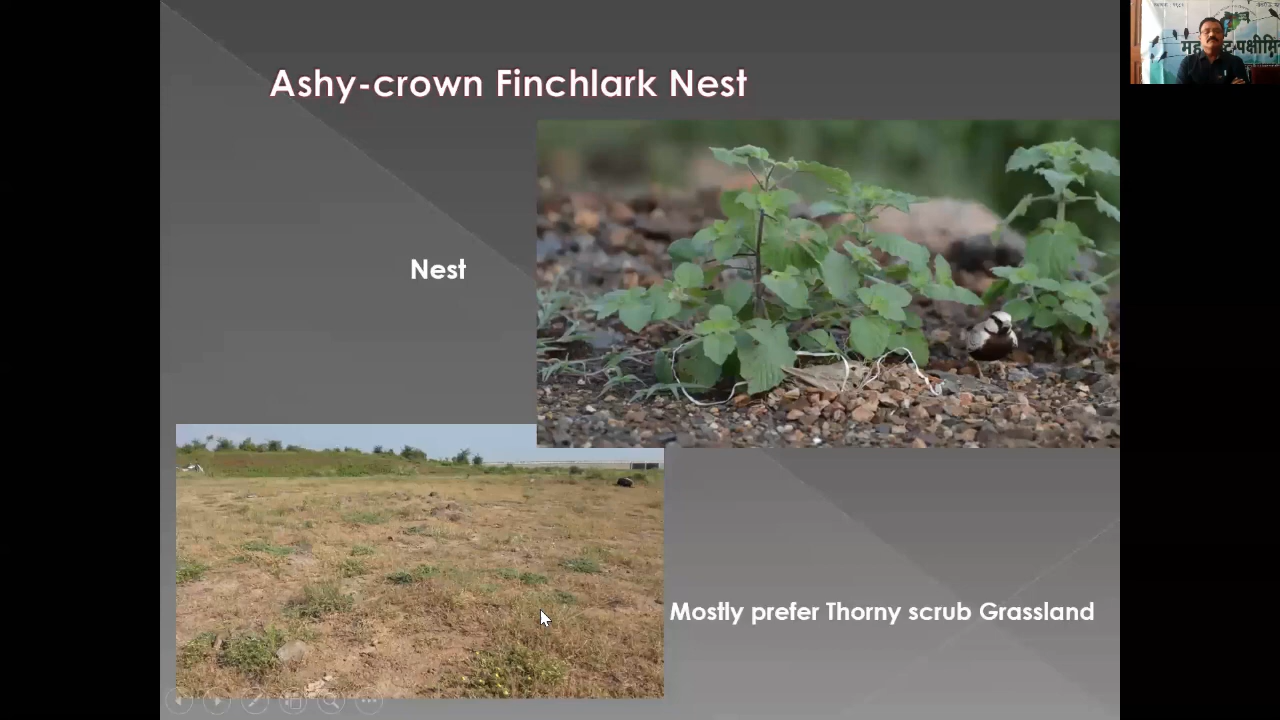 Ashy-crown Finchlark Nest
Nest
Mostly prefer Thorny scrub Grassland